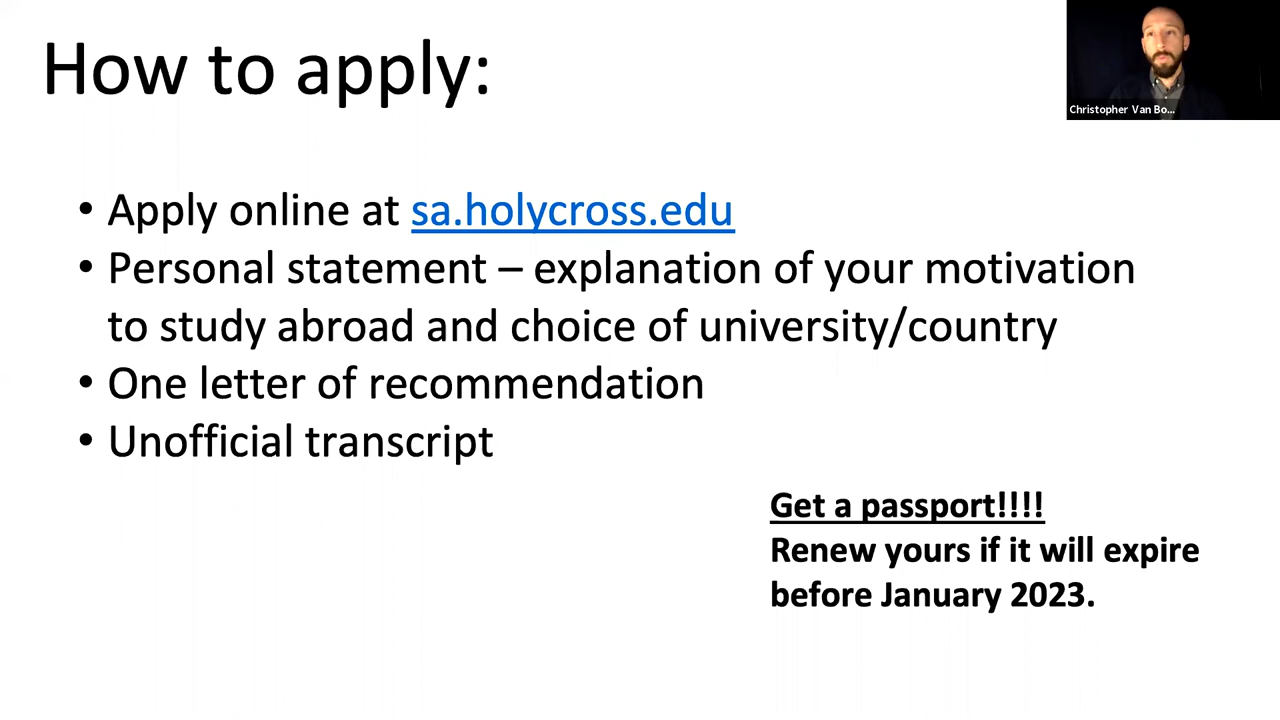 How to apply:
Christopher Van Bo...
• Apply online at sa.holycross.edu
• Personal statement – explanation of your motivation
to study abroad and choice of university/country
• One letter of recommendation
• Unofficial transcript
Get a passport!!!!
Renew yours if it will expire
before January 2023.